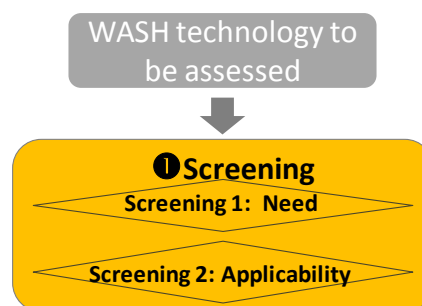 WASH technology to
be assessed
❶Screening
Screening 1: Need
Screening 2: Applicability